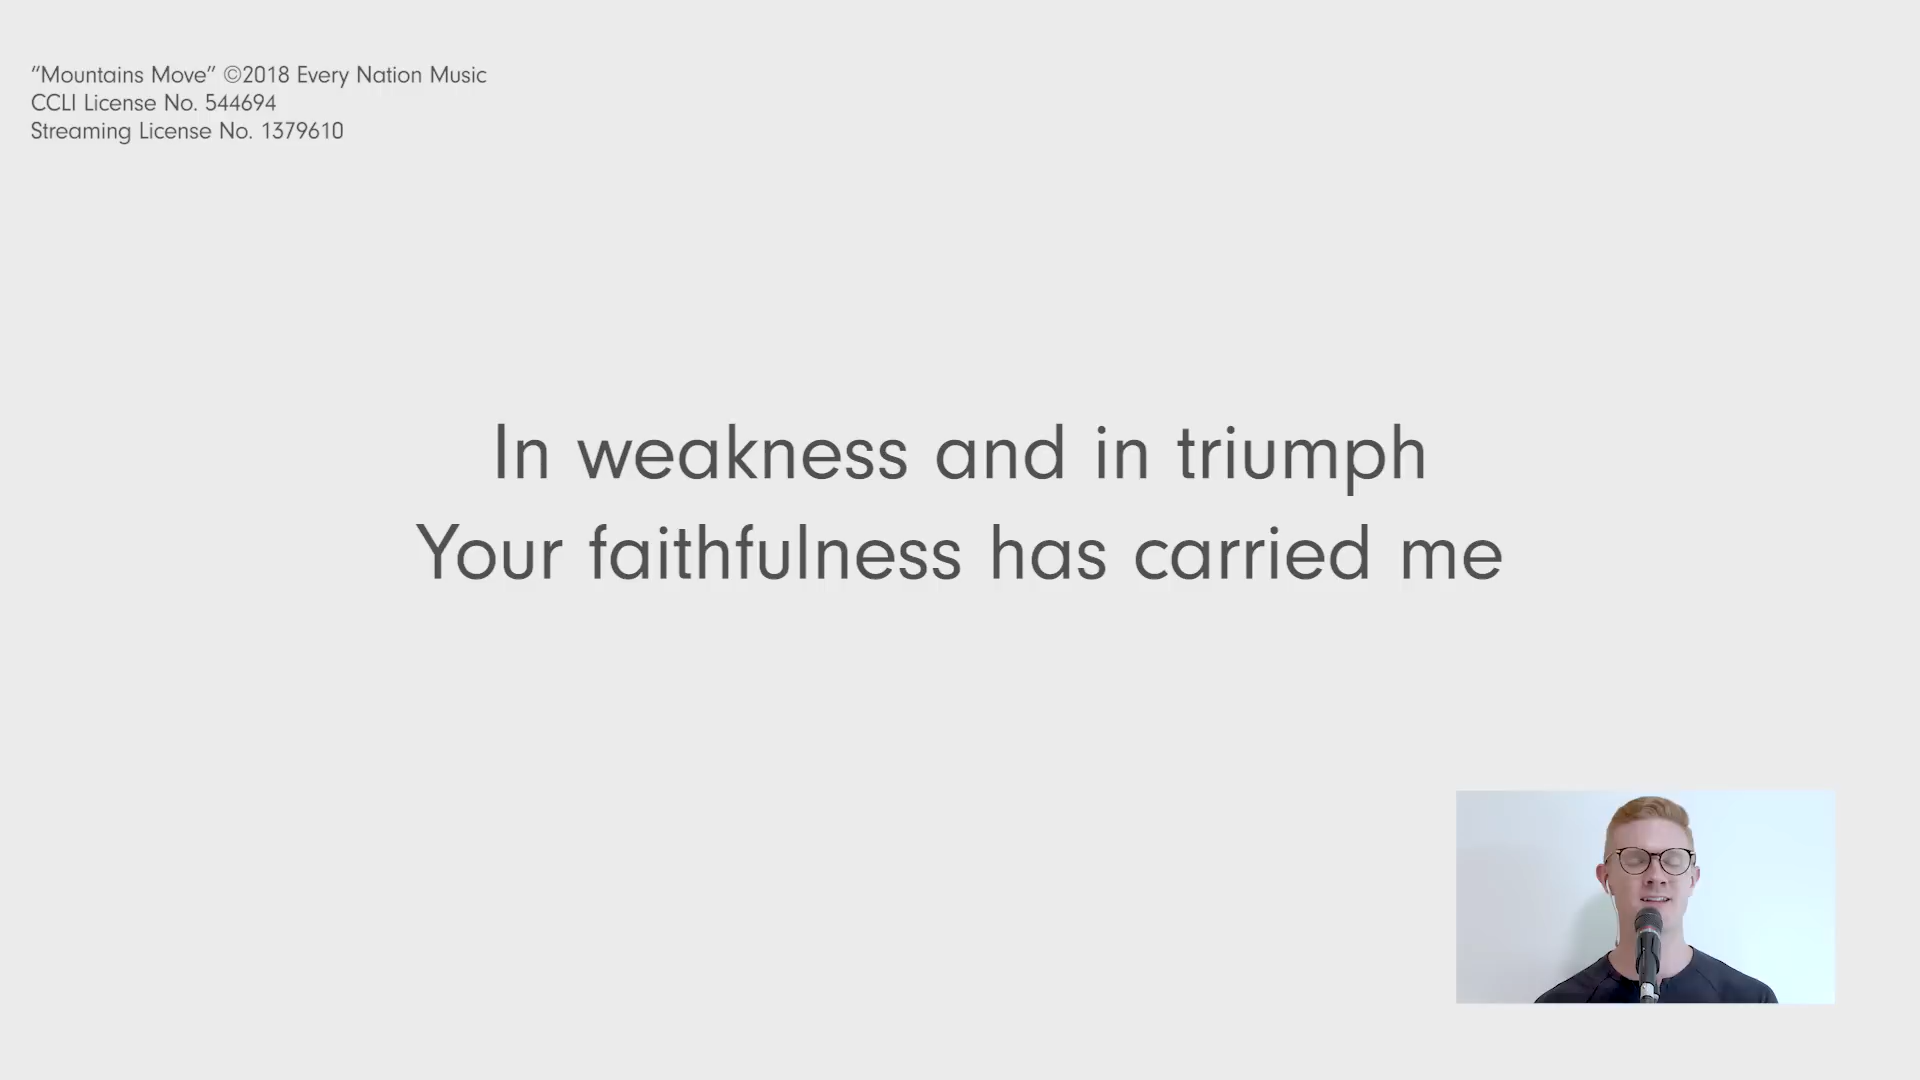 “Mountains Move” ©2018 Every Nation Music
CCLI License No. 544694
Streaming License No. 1379610
In weakness and in triumph
Your faithfulness has carried me